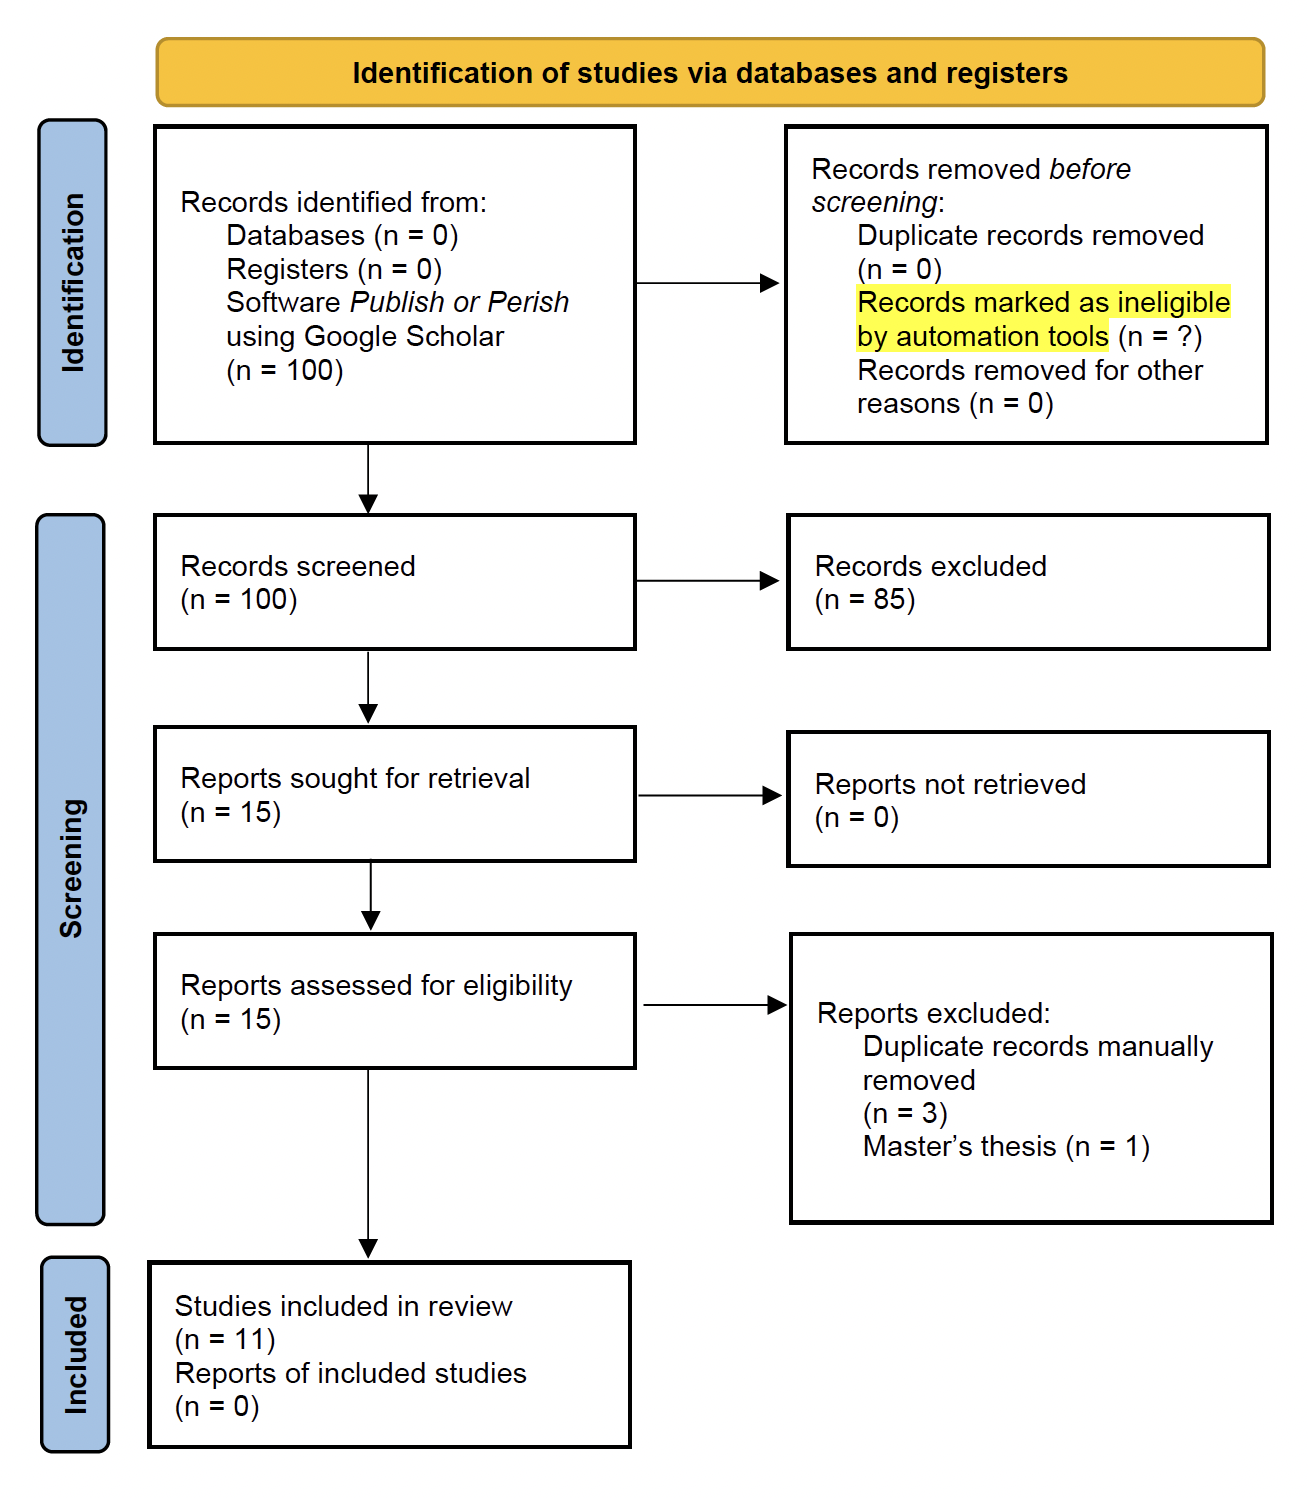 Identification of studies via databases and registers
Identification
Records identified from:
Databases (n = 0)
Registers (n = 0)
Software Publish or Perish
using Google Scholar
(n = 100)
Records removed before
screening:
Duplicate records removed
(n = 0)
Records marked as ineligible
by automation tools (n = ?)
Records removed for other
reasons (n = 0)
Screening
Records screened
(n = 100)
Records excluded
(n = 85)
Reports sought for retrieval
(n = 15)
Reports not retrieved
(n = 0)
Reports assessed for eligibility
(n = 15)
Reports excluded:
Duplicate records manually
removed
(n = 3)
Master’s thesis (n = 1)
Included
Studies included in review
(n = 11)
Reports of included studies
(n = 0)